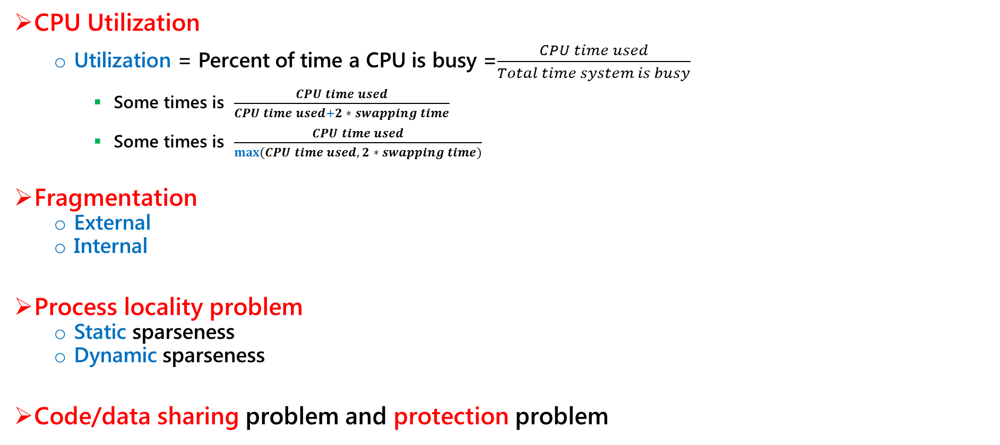 ➢CPU Utilization
o Utilization = Percent of time a CPU is busy = CPU time used / Total time system is busy
▪ Some times is CPU time used / CPU time used+2 * swapping time
▪ Some times is CPU time used / max(CPU time used, 2 * swapping time)
➢Fragmentation
o External
o Internal
➢Process locality problem
o Static sparseness
o Dynamic sparseness
➢Code/data sharing problem and protection problem